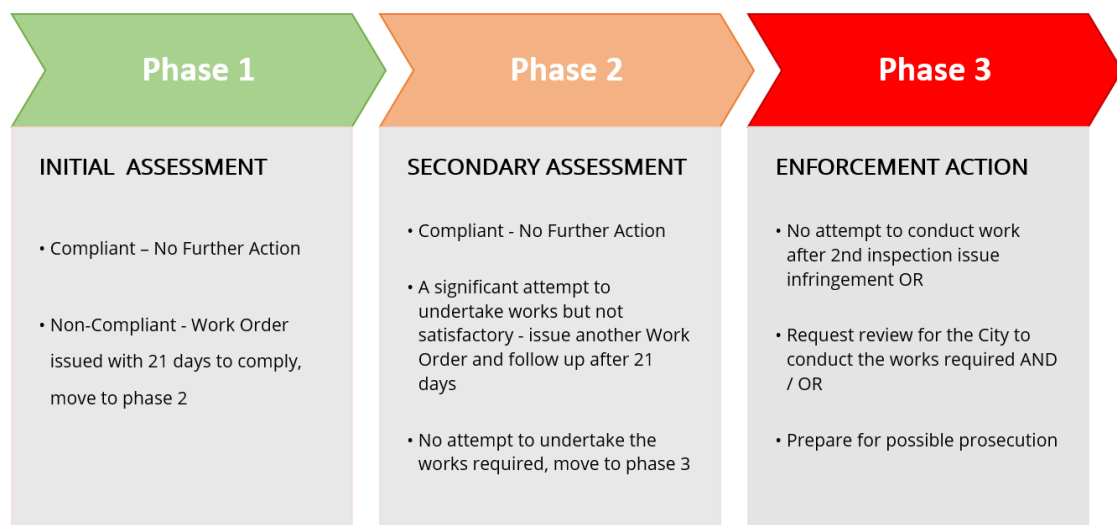 Phase 1
INITIAL  ASSESSMENT
• Compliant – No Further Action
• Non-Compliant - Work Order
issued with 21 days to comply,
move to phase 2
Phase 2
SECONDARY ASSESSMENT
• Compliant - No Further Action
• A significant attempt to
undertake works but not
satisfactory - issue another Work
Order and follow up after 21
days
• No attempt to undertake the
works required, move to phase 3
Phase 3
ENFORCEMENT ACTION
• No attempt to conduct work
after 2nd inspection issue
infringement OR
• Request review for the City to
conduct the works required AND
/ OR
• Prepare for possible prosecution